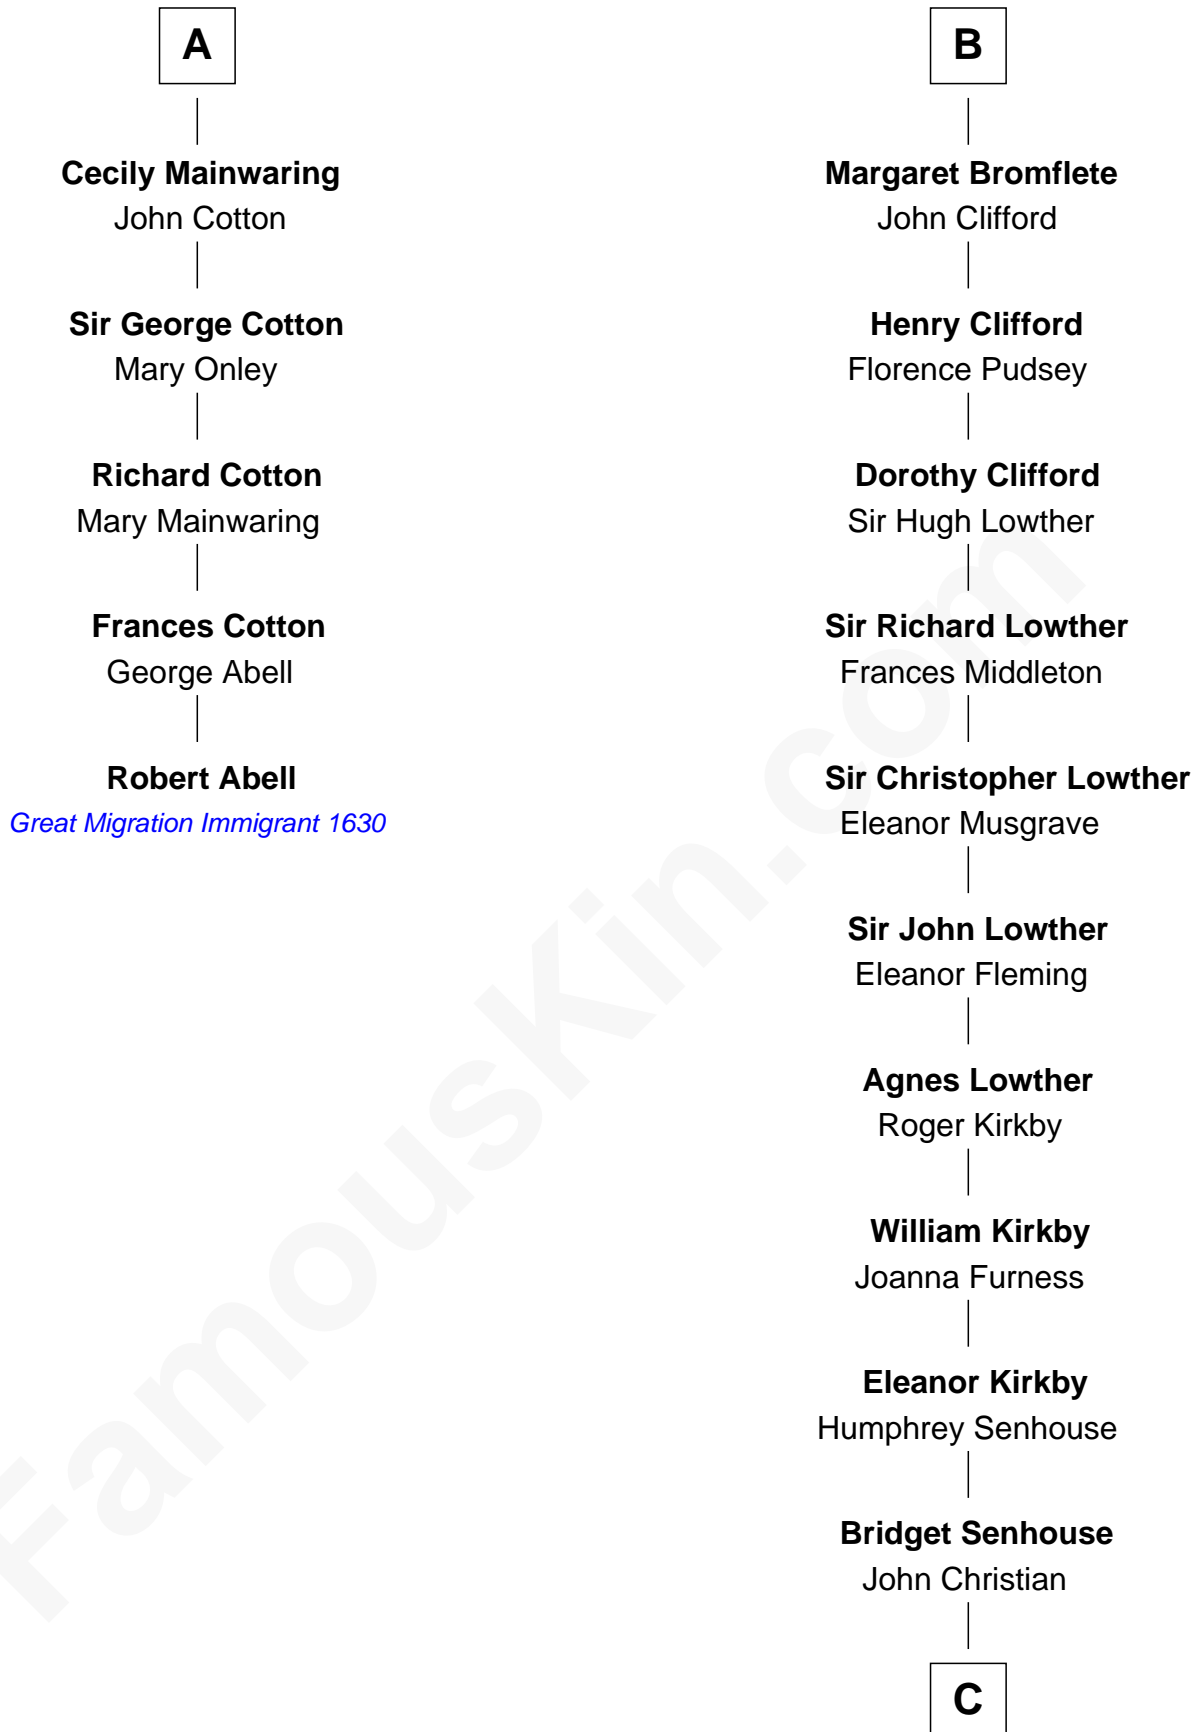 A
Cecily Mainwaring
John Cotton
Sir George Cotton
Mary Onley
Richard Cotton
Mary Mainwaring
Frances Cotton
George Abell
Robert Abell
Great Migration Immigrant 1630
B
Margaret Bromflete
John Clifford
Henry Clifford
Florence Pudsey
Dorothy Clifford
Sir Hugh Lowther
Sir Richard Lowther
Frances Middleton
Sir Christopher Lowther
Eleanor Musgrave
Sir John Lowther
Eleanor Fleming
Agnes Lowther
Roger Kirkby
William Kirkby
Joanna Furness
Eleanor Kirkby
Humphrey Senhouse
Bridget Senhouse
John Christian
C
FamousKin.com